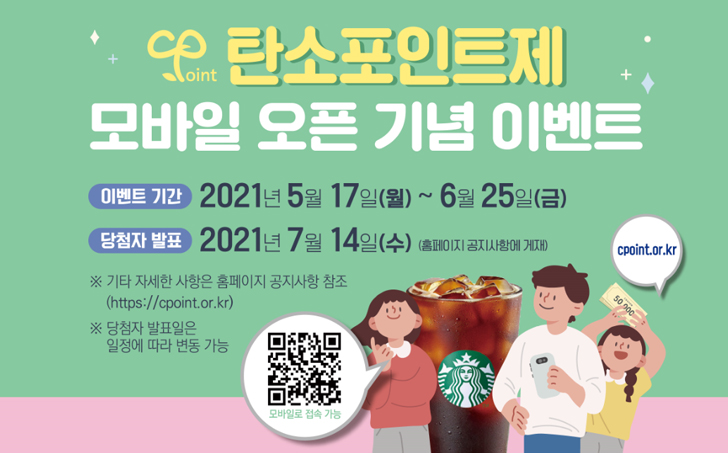 CPoint 탄소포인트제
모바일 오픈 기념 이벤트
이벤트 기간 2021년 5월 17일(월) ~ 6월 25일(금)
당첨자 발표 2021년 7월 14일(수) (홈페이지 공지사항에 게재)
cpoint.or.kr
※ 기타 자세한 사항은 홈페이지 공지사항 참조
(https://cpoint.or.kr)
※ 당첨자 발표일은
일정에 따라 변동 가능
50,000
모바일로 접속 가능